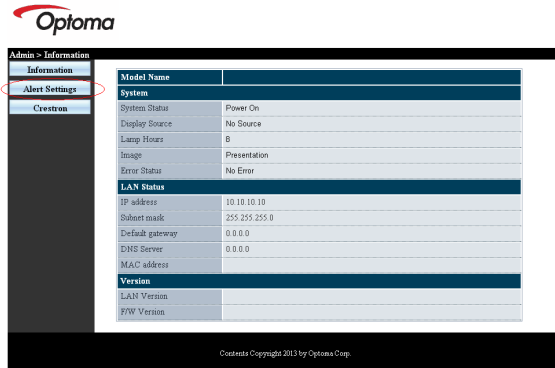 Optoma
Admin > Information
Information
Alert Settings
Crestron
Model Name
System
System Status Power On
Display Source No Source
Lamp Hours 8
Image Presentation
Error Status No Error
LAN Status
IP address 10.10.10.10
Subnet mask 255.255.255.0
Default gateway 0.0.0.0
DNS Server 0.0.0.0
MAC address
Version
LAN Version
F/W Version
Contents Copyright 2013 by Optoma Corp.